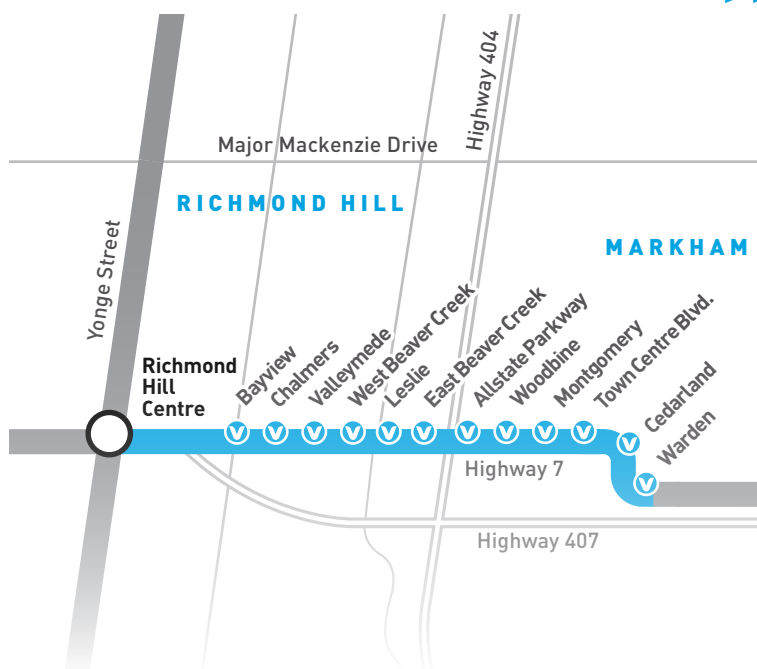 Highway 404
Major Mackenzie Drive
RICHMOND HILL
MARKHAM
Yonge Street
Richmond
Hill
Centre
Bayview
Chalmers
Valleymede
West Beaver Creek
Leslie
East Beaver Creek
Allstate Parkway
Woodbine
Montgomery
Town Centre Blvd.
Cedarland
Warden
V V V V V V V V V V V V
Highway 7
Highway 407